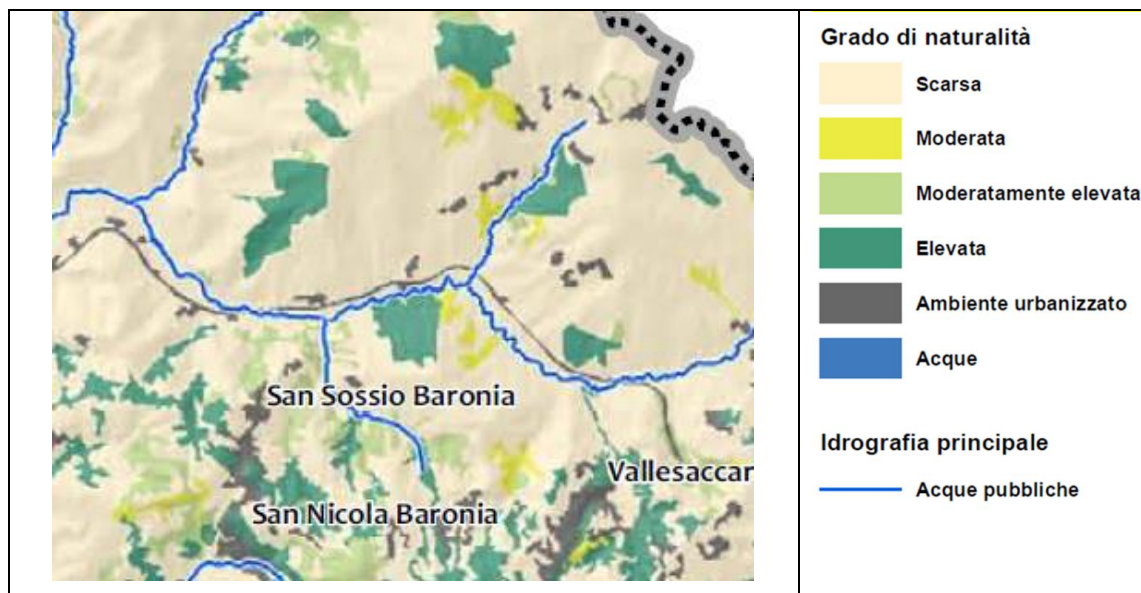 San Sossio Baronia
Vallesaccar
San Nicola Baronia
Grado di naturalità
Scarsa
Moderata
Moderatamente elevata
Elevata
Ambiente urbanizzato
Acque
Idrografia principale
Acque pubbliche